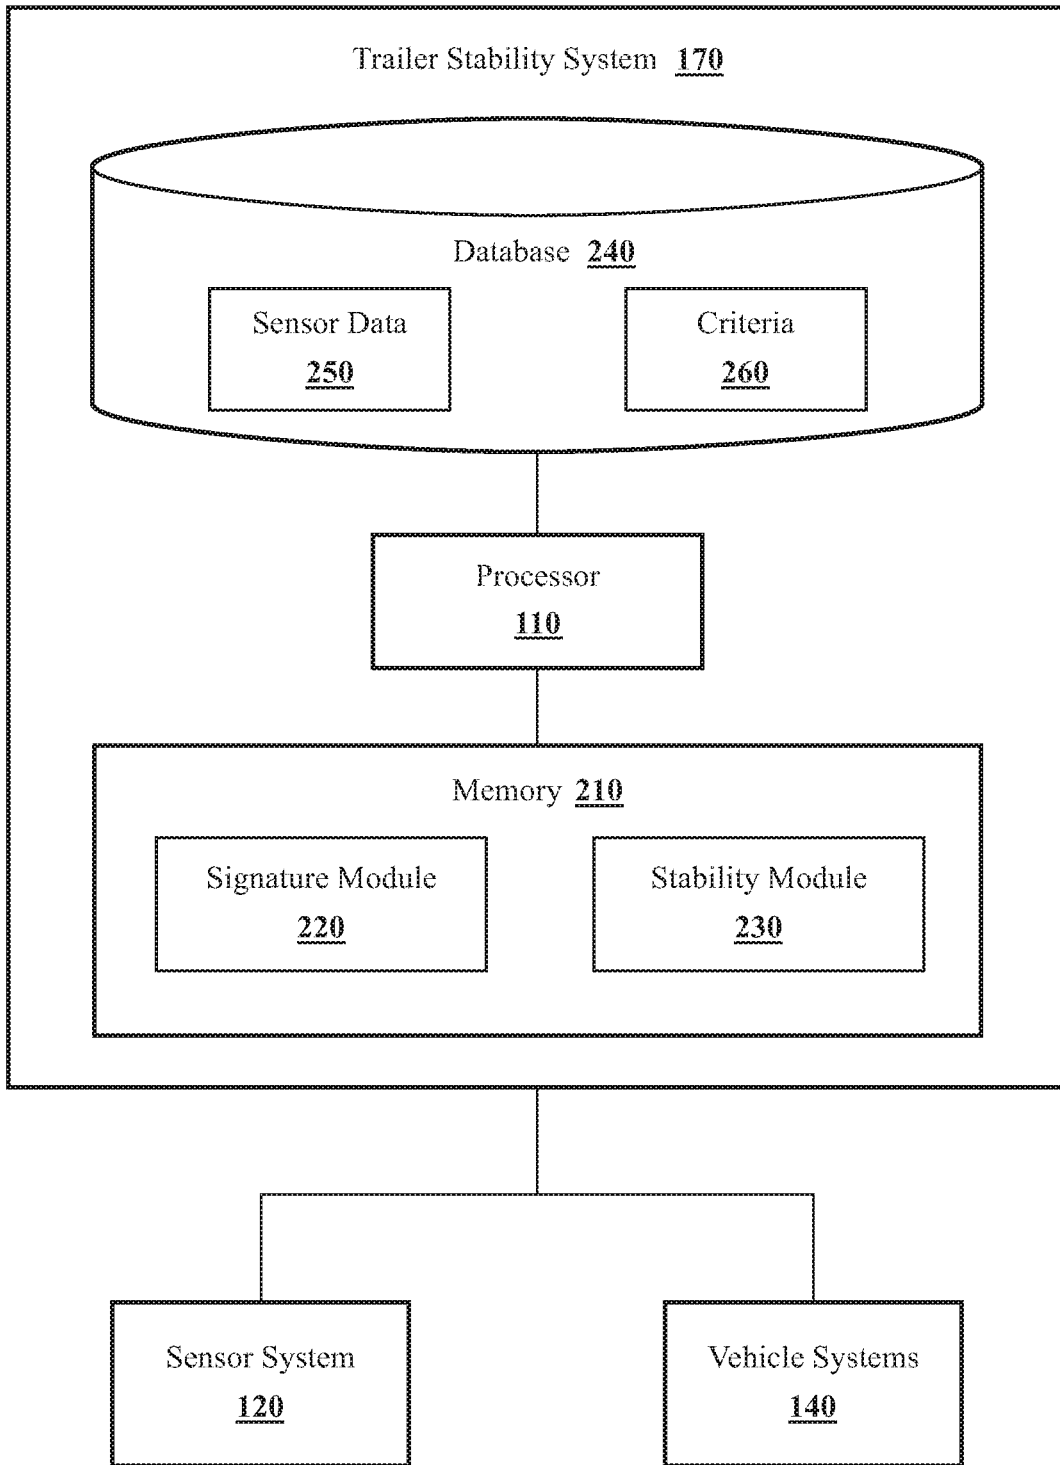 Trailer Stability System 170
Database 240
Sensor Data
250
Criteria
260
Processor
110
Memory 210
Signature Module
220
Stability Module
230
Sensor System
120
Vehicle Systems
140